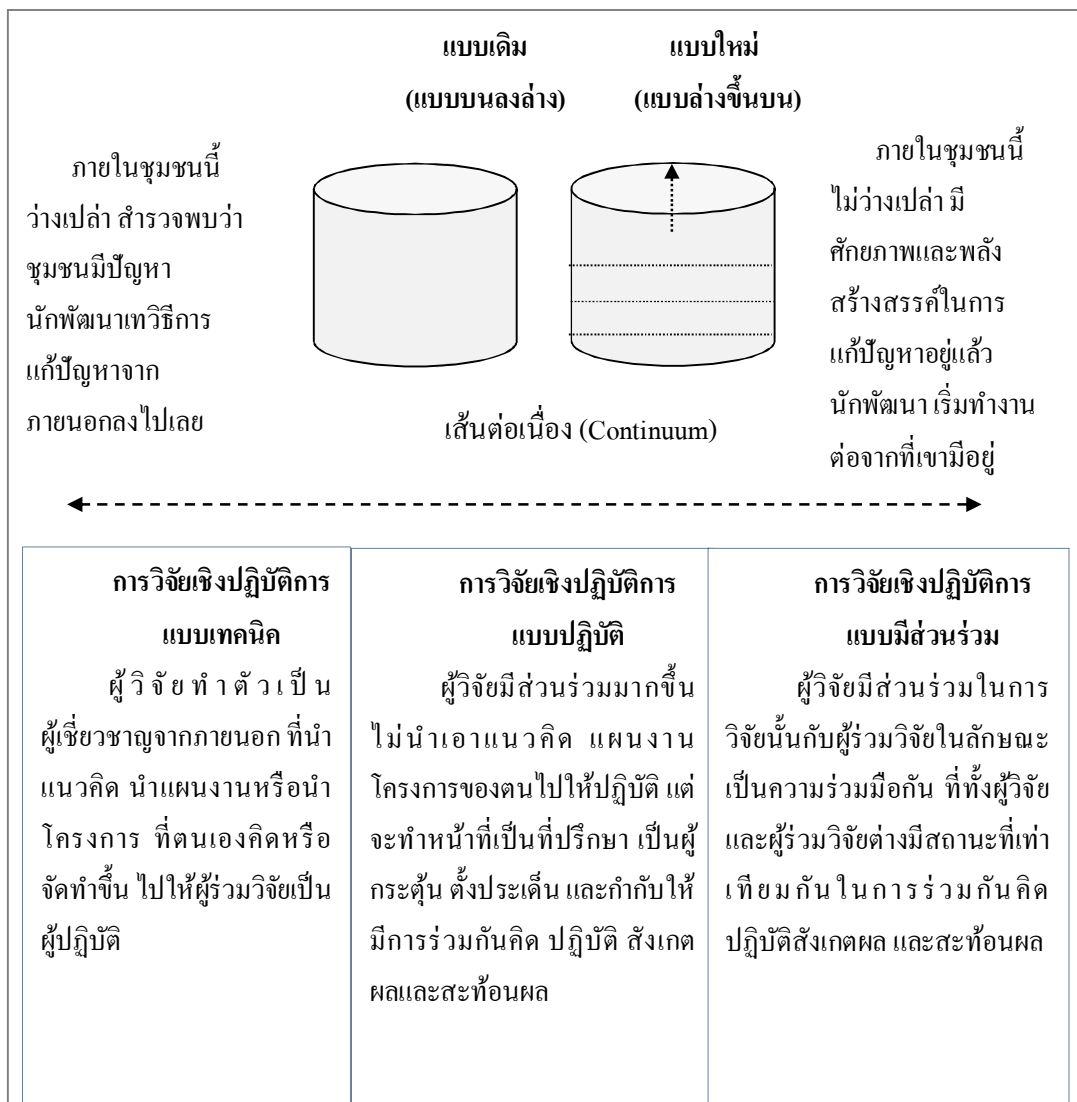 แบบเดิม
(แบบบนลงล่าง)
แบบใหม่
(แบบล่างขึ้นบน)
ภายในชุมชนนี้
ว่างเปล่า สำรวจพบว่า
ชุมชนมีปัญหา
นักพัฒนาเทวิธีการ
แก้ปัญหาจาก
ภายนอกลงไปเลย
ภายในชุมชนนี้
ไม่ว่างเปล่า มี
ศักยภาพและพลัง
สร้างสรรค์ในการ
แก้ปัญหาอยู่แล้ว
นักพัฒนา เริ่มทำงาน
ต่อจากที่เขามีอยู่
เส้นต่อเนื่อง (Continuum)
การวิจัยเชิงปฏิบัติการ
แบบเทคนิค
ผู้วิจัยทำตัวเป็น
ผู้เชี่ยวชาญจากภายนอก ที่นำ
แนวคิด นำแผนงานหรือนำ
โครงการ ที่ตนเองคิดหรือ
จัดทำขึ้น ไปให้ผู้ร่วมวิจัยเป็น
ผู้ปฏิบัติ
การวิจัยเชิงปฏิบัติการ
แบบปฏิบัติ
ผู้วิจัยมีส่วนร่วมมากขึ้น
ไม่นำเอาแนวคิด แผนงาน
โครงการของตนไปให้ปฏิบัติ แต่
จะทำหน้าที่เป็นที่ปรึกษา เป็นผู้
กระตุ้น ตั้งประเด็น และกำกับให้
มีการร่วมกันคิด ปฏิบัติ สังเกต
ผลและสะท้อนผล
การวิจัยเชิงปฏิบัติการ
แบบมีส่วนร่วม
ผู้วิจัยมีส่วนร่วมในการ
วิจัยนั้นกับผู้ร่วมวิจัยในลักษณะ
เป็นความร่วมมือกัน ที่ทั้งผู้วิจัย
และผู้ร่วมวิจัยต่างมีสถานะที่เท่า
เทียมกันในการร่วมกันคิด
ปฏิบัติสังเกตผล และสะท้อนผล